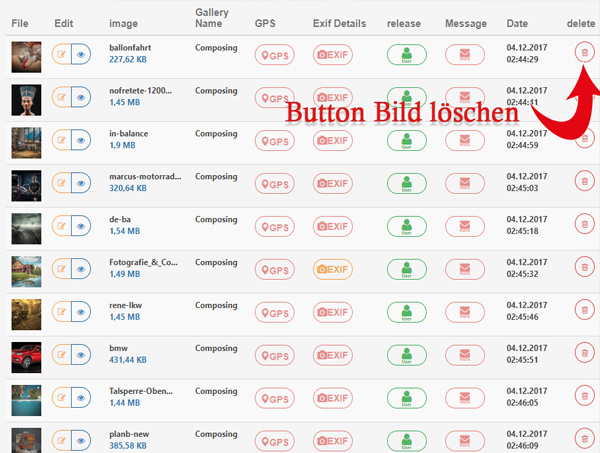 File Edit image Gallery Name GPS Exif Details release Message Date delete
ballonfahrt Composing GPS EXIF User 04.12.2017
227,62 KB 02:44:29
nofretete-1200... Composing GPS EXIF 04.12.2017
1,45 MB 02:44:41
Button Bild löschen
in-balance Composing GPS EXIF User 04.12.2017
1,9 MB 02:44:59
marcus-motorrad... Composing GPS EXIF User 04.12.2017
320,64 KB 02:45:03
de-ba Composing GPS EXIF User 04.12.2017
1,54 MB 02:45:18
Fotografie_&_Co... Composing GPS EXIF User 04.12.2017
1,49 MB 02:45:32
rene-lkw Composing GPS EXIF User 04.12.2017
1,45 MB 02:45:46
bmw Composing GPS EXIF User 04.12.2017
431,44 KB 02:45:51
Talsperre-Oben... Composing GPS EXIF User 04.12.2017
1,44 MB 02:46:05
planb-new Composing GPS EXIF User 04.12.2017
385,58 KB 02:46:09